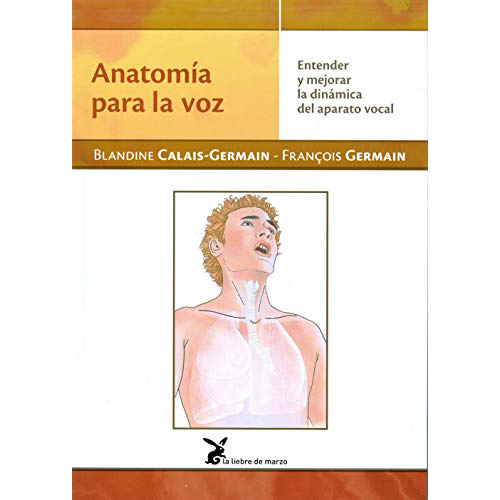 Anatomía
para la voz
Entender
y mejorar
la dinámica
del aparato vocal
BLANDINE CALAIS-GERMAIN - FRANÇOIS GERMAIN
la liebre de marzo